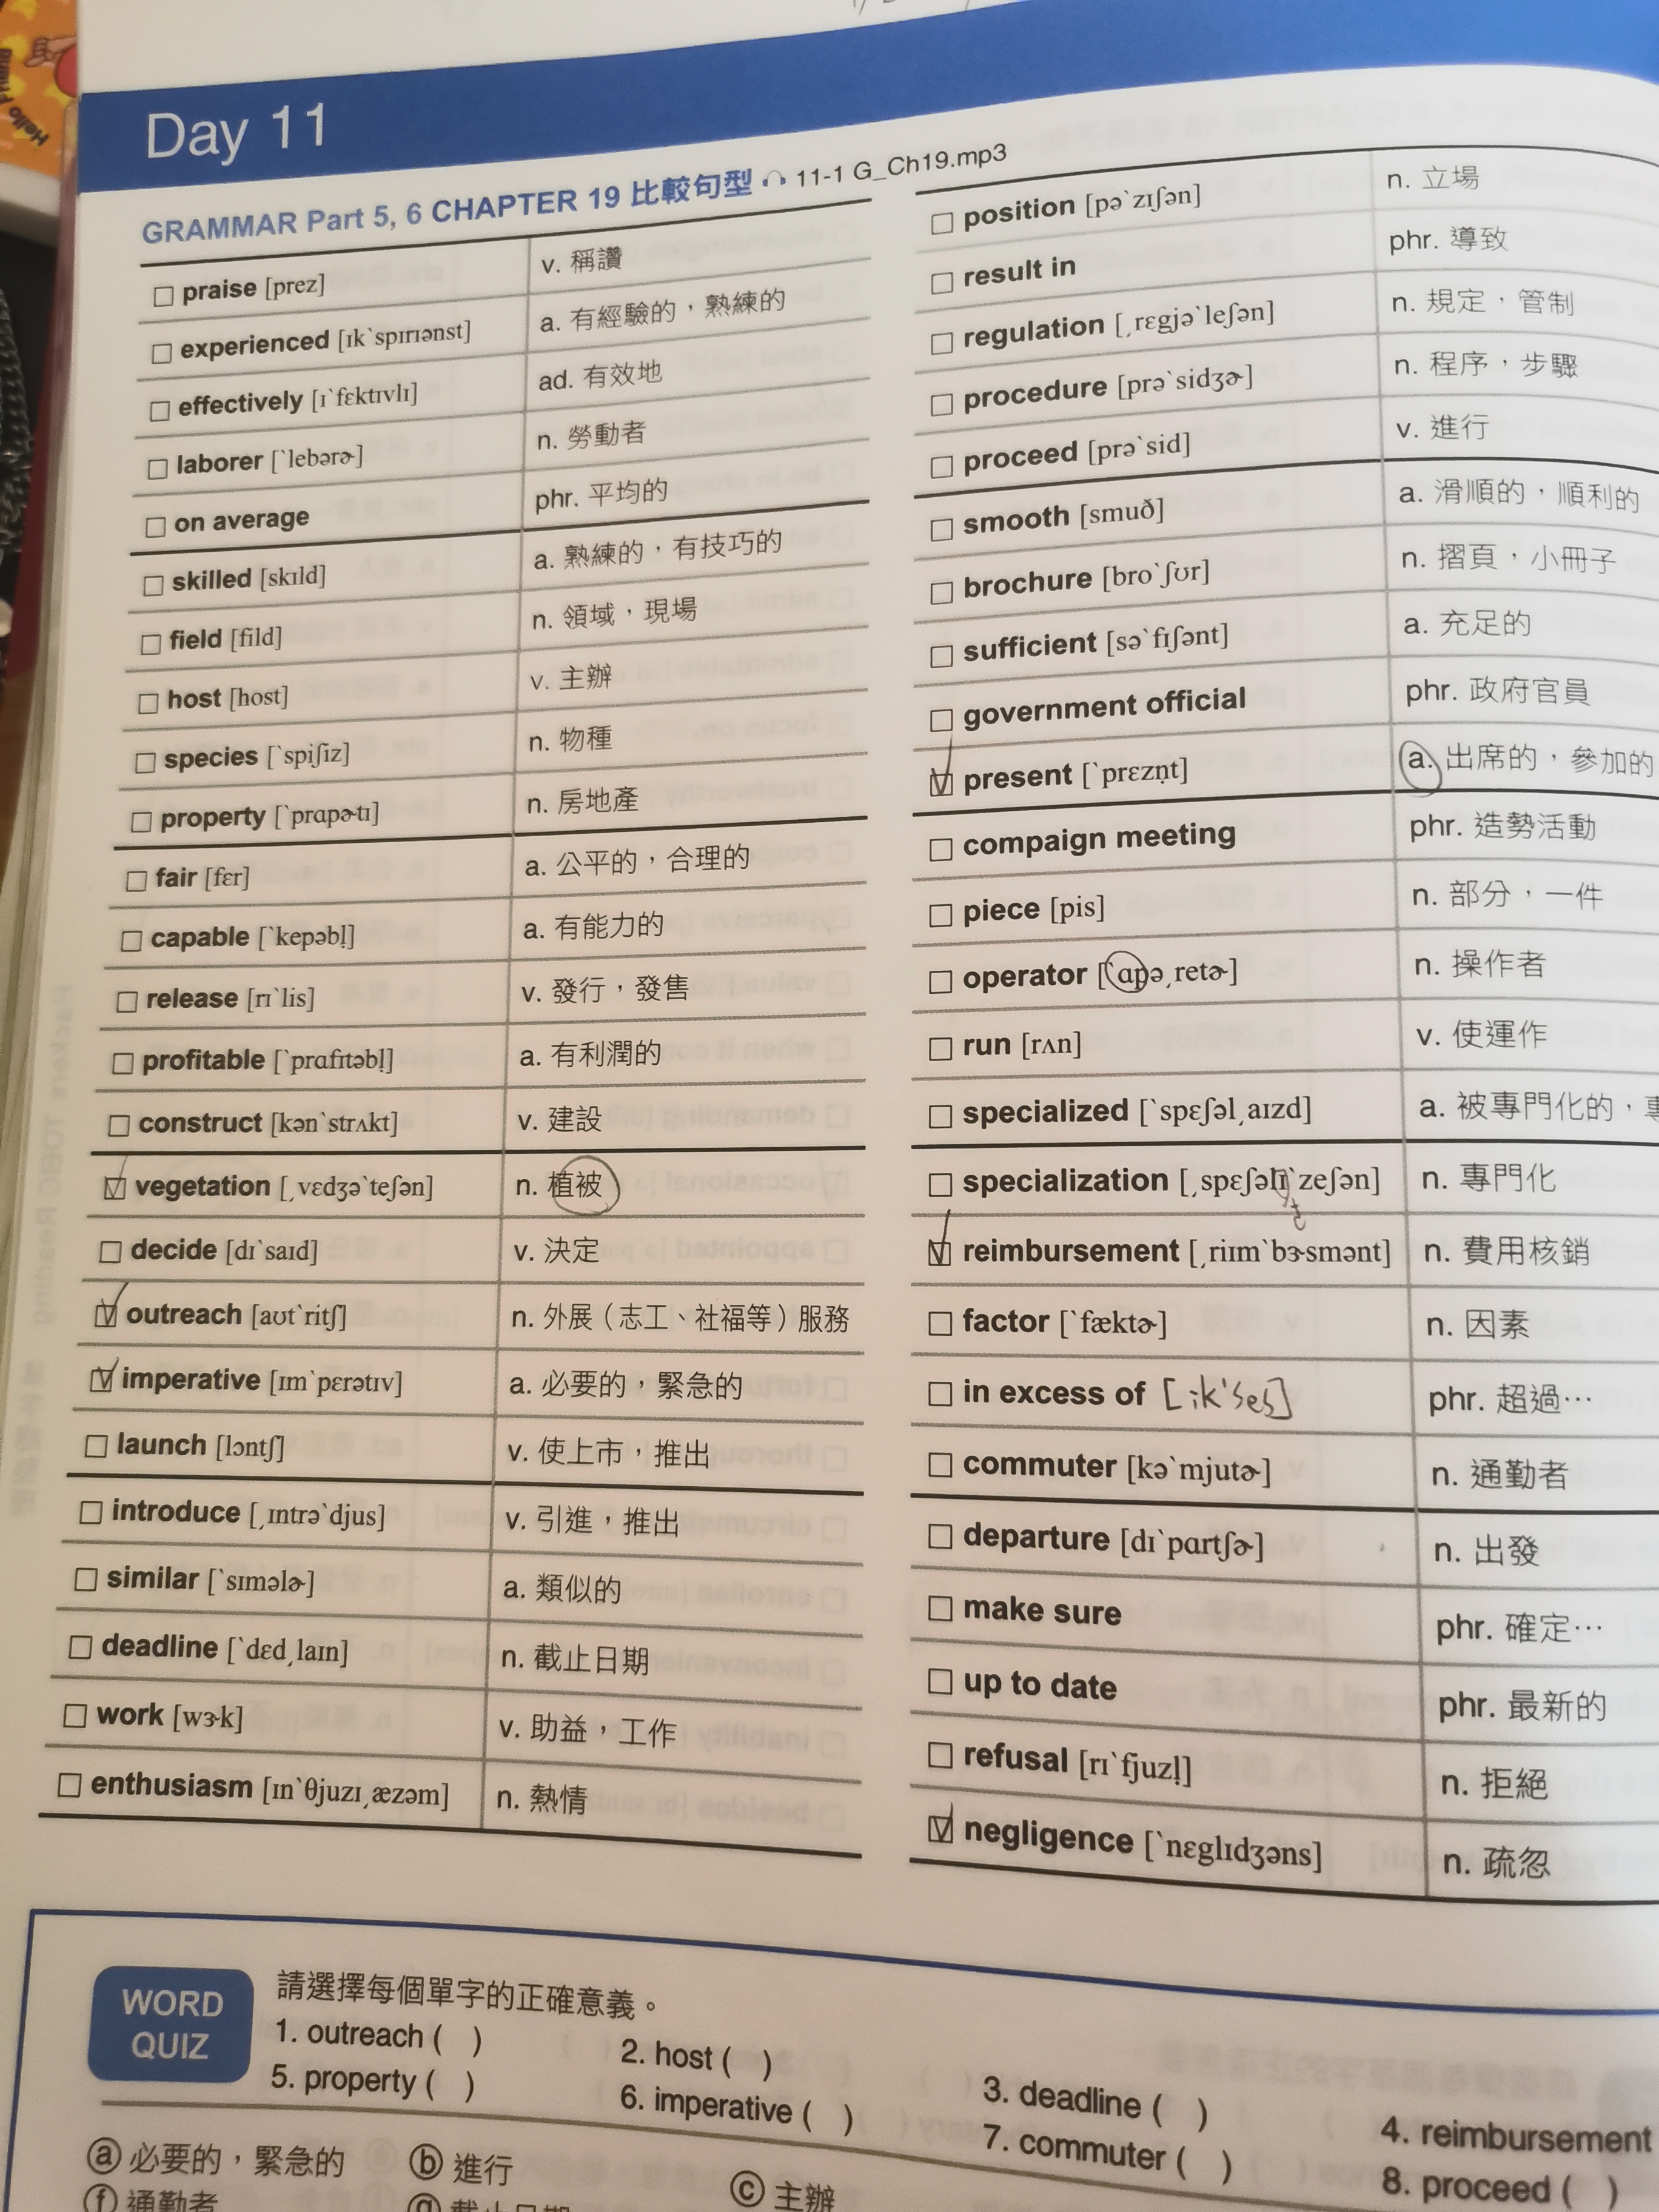 Day 11
GRAMMAR Part 5, 6 CHAPTER 19 比較句型 11-1 G_Ch19.mp3
□ praise [prez] v. 稱讚
□ experienced [ɪk`spɪrɪənst] a. 有經驗的，熟練的
□ effectively [ɪ`fɛktɪvlɪ] ad. 有效地
□ laborer [`lebərɚ] n. 勞動者
□ on average phr. 平均的
□ skilled [skɪld] a. 熟練的，有技巧的
□ field [fild] n. 領域，現場
□ host [host] v. 主辦
□ species [`spiʃiz] n. 物種
□ property [`prɑpɚtɪ] n. 房地產
□ fair [fɛr] a. 公平的，合理的
□ capable [`kepəbḷ] a. 有能力的
□ release [rɪ`lis] v. 發行，發售
□ profitable [`prɑfɪtəbḷ] a. 有利潤的
□ construct [kən`strʌkt] v. 建設
☑ vegetation [ˌvɛdʒə`teʃən] n. 植被
□ decide [dɪ`saɪd] v. 決定
☑ outreach [aʊt`ritʃ] n. 外展（志工、社福等）服務
☑ imperative [ɪm`pɛrətɪv] a. 必要的，緊急的
□ launch [lɔntʃ] v. 使上市，推出
□ introduce [ˌɪntrə`djus] v. 引進，推出
□ similar [`sɪmələ˞] a. 類似的
□ deadline [`dɛdˌlaɪn] n. 截止日期
□ work [wɝk] v. 助益，工作
□ enthusiasm [ɪn`θjuzɪˌæzəm] n. 熱情
□ position [pə`zɪʃən] n. 立場
□ result in phr. 導致
□ regulation [ˌrɛgjə`leʃən] n. 規定，管制
□ procedure [prə`sidʒɚ] n. 程序，步驟
□ proceed [prə`sid] v. 進行
□ smooth [smuð] a. 滑順的，順利的
□ brochure [bro`ʃʊr] n. 摺頁，小冊子
□ sufficient [sə`fɪʃənt] a. 充足的
□ government official phr. 政府官員
☑ present [`prɛzṇt] a. 出席的，參加的
□ compaign meeting phr. 造勢活動
□ piece [pis] n. 部分，一件
□ operator [`ɑpəˌretɚ] n. 操作者
□ run [rʌn] v. 使運作
□ specialized [`spɛʃəlˌaɪzd] a. 被專門化的，
□ specialization [ˌspɛʃəlɪ`zeʃən] n. 專門化
☑ reimbursement [ˌriɪm`bɝsmənt] n. 費用核銷
□ factor [`fæktɚ] n. 因素
□ in excess of [ik'ses] phr. 超過…
□ commuter [kə`mjutɚ] n. 通勤者
□ departure [dɪ`pɑrtʃɚ] n. 出發
□ make sure phr. 確定…
□ up to date phr. 最新的
□ refusal [rɪ`fjuzḷ] n. 拒絕
☑ negligence [`nɛglɪdʒəns] n. 疏忽
WORD QUIZ
請選擇每個單字的正確意義。
1. outreach ( ) 2. host ( ) 3. deadline ( ) 4. reimbursement
5. property ( ) 6. imperative ( ) 7. commuter ( ) 8. proceed ( )
ⓐ 必要的，緊急的 ⓑ 進行 ⓒ 主辦
ⓕ 通勤者 ⓖ 截止日期